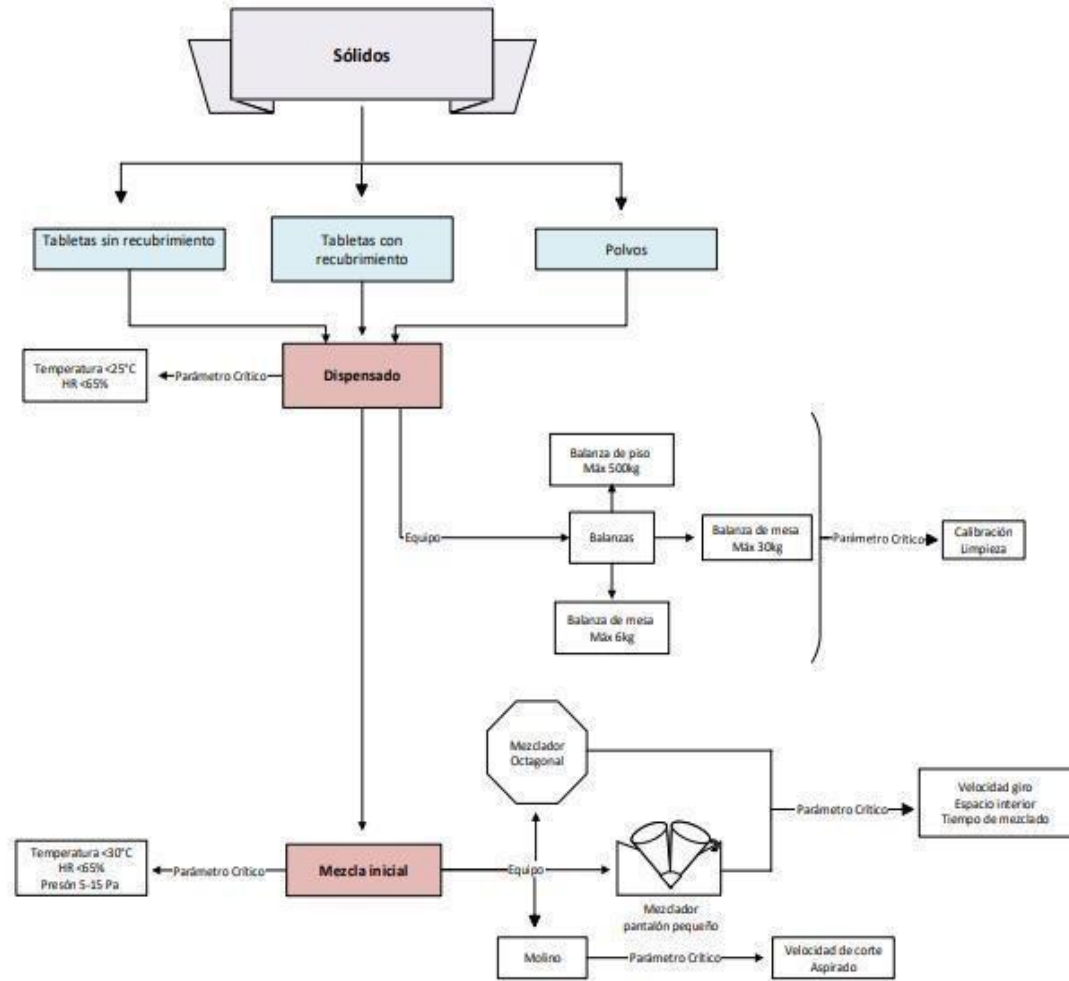 Sólidos
Tabletas sin recubrimiento
Tabletas con
recubrimiento
Polvos
Temperatura <25°C
HR <65%
Parámetro Crítico
Dispensado
Balanza de piso
Máx 500kg
Equipo
Balanzas
Balanza de mesa
Máx 30kg
Parámetro Crítico
Calibración
Limpieza
Balanza de mesa
Máx 6kg
Mezclador
Octagonal
Velocidad giro
Espacio interior
Tiempo de mezclado
Parámetro Crítico
Temperatura <30°C
HR <65%
Presón 5-15 Pa
Parámetro Crítico
Mezcla inicial
Equipo
Mezclador
pantalón pequeño
Molino
Parámetro Crítico
Velocidad de corte
Aspirado